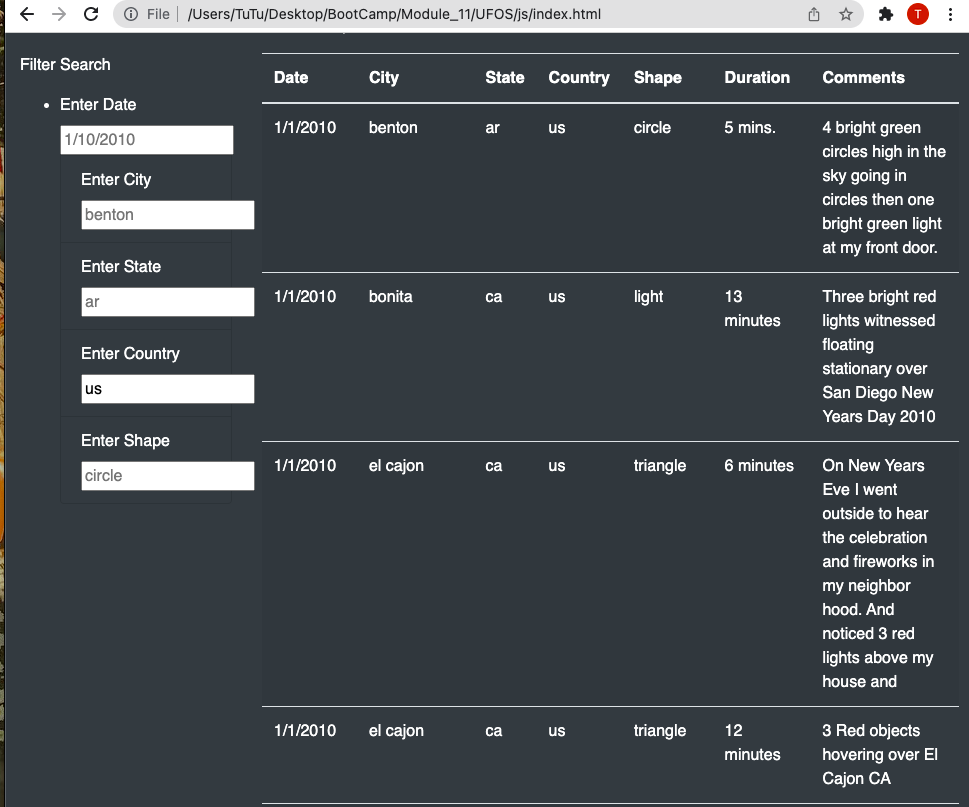 File /Users/TuTu/Desktop/BootCamp/Module_11/UFOS/js/index.html
T
Filter Search
Enter Date
1/10/2010
Enter City
benton
Enter State
ar
Enter Country
us
Enter Shape
circle
Date City State Country Shape Duration Comments
1/1/2010 benton ar us circle 5 mins. 4 bright green
circles high in the
sky going in
circles then one
bright green light
at my front door.
1/1/2010 bonita ca us light 13 Three bright red
minutes lights witnessed
floating
stationary over
San Diego New
Years Day 2010
1/1/2010 el cajon ca us triangle 6 minutes On New Years
Eve I went
outside to hear
the celebration
and fireworks in
my neighbor
hood. And
noticed 3 red
lights above my
house and
1/1/2010 el cajon ca us triangle 12 3 Red objects
minutes hovering over El
Cajon CA